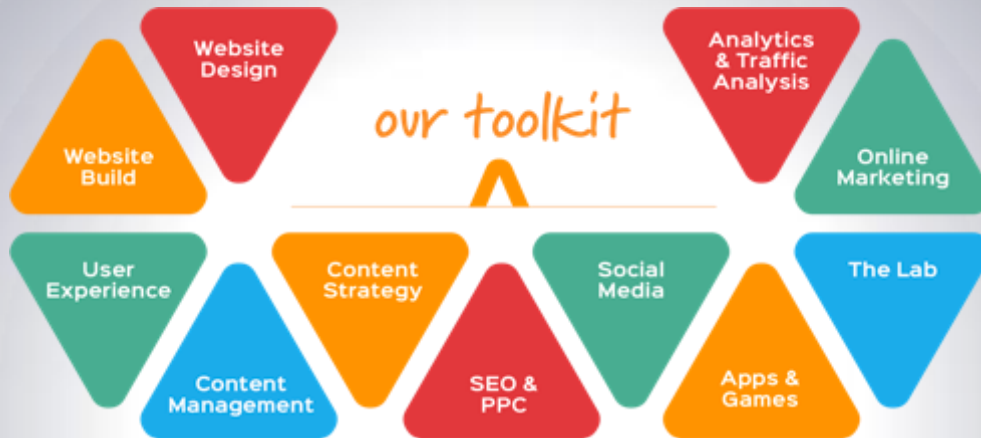 Website
Design
Analytics
& Traffic
Analysis
our toolkit
Website
Build
Online
Marketing
User
Experience
Content
Strategy
Social
Media
The Lab
Content
Management
SEO &
PPC
Apps &
Games